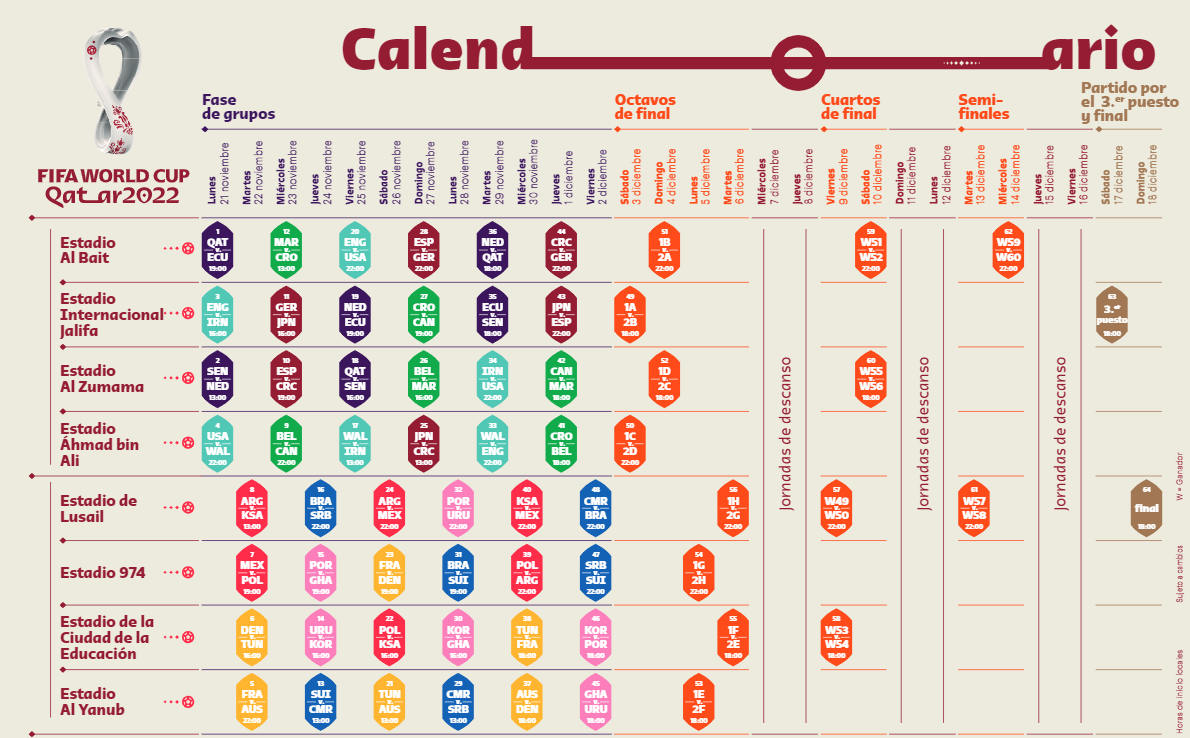 Calendario
Fase
de grupos
Octavos
de final
Cuartos
de final
Semi-
finales
Partido por
el 3.er puesto
y final
FIFA WORLD CUP
Qatar2022
Lunes
21 noviembre
Martes
22 noviembre
Miércoles
23 noviembre
Jueves
24 noviembre
Viernes
25 noviembre
Sábado
26 noviembre
Domingo
27 noviembre
Lunes
28 noviembre
Martes
29 noviembre
Miércoles
30 noviembre
Jueves
1 diciembre
Viernes
2 diciembre
Sábado
3 diciembre
Domingo
4 diciembre
Lunes
5 diciembre
Martes
6 diciembre
Miércoles
7 diciembre
Jueves
8 diciembre
Viernes
9 diciembre
Sábado
10 diciembre
Domingo
11 diciembre
Lunes
12 diciembre
Martes
13 diciembre
Miércoles
14 diciembre
Jueves
15 diciembre
Viernes
16 diciembre
Sábado
17 diciembre
Domingo
18 diciembre
Estadio
Al Bait
1 QAT v. ECU 19:00
12 MAR v. CRO 13:00
20 ENG v. USA 22:00
28 ESP v. GER 22:00
36 NED v. QAT 18:00
44 CRC v. GER 22:00
51 1B v. 2A 22:00
59 W51 v. W52 22:00
62 W59 v. W60 22:00
Estadio
Internacional
Jalifa
3 ENG v. IRN 16:00
11 GER v. JPN 16:00
19 NED v. ECU 19:00
27 CRO v. CAN 19:00
35 ECU v. SEN 18:00
43 JPN v. ESP 22:00
49 1A v. 2B 18:00
63 3.er puesto 18:00
Estadio
Al Zumama
2 SEN v. NED 13:00
10 ESP v. CRC 19:00
18 QAT v. SEN 16:00
26 BEL v. MAR 16:00
34 IRN v. USA 22:00
42 CAN v. MAR 18:00
52 1D v. 2C 18:00
60 W55 v. W56 18:00
Estadio
Áhmad bin
Ali
4 USA v. WAL 22:00
9 BEL v. CAN 22:00
17 WAL v. IRN 13:00
25 JPN v. CRC 13:00
33 WAL v. ENG 22:00
41 CRO v. BEL 18:00
50 1C v. 2D 22:00
Estadio de
Lusail
8 ARG v. KSA 13:00
16 BRA v. SRB 22:00
24 ARG v. MEX 22:00
32 POR v. URU 22:00
40 KSA v. MEX 22:00
48 CMR v. BRA 22:00
56 1H v. 2G 22:00
57 W49 v. W50 22:00
61 W57 v. W58 22:00
64 final 18:00
Estadio 974
7 MEX v. POL 19:00
15 POR v. GHA 19:00
23 FRA v. DEN 19:00
31 BRA v. SUI 19:00
39 POL v. ARG 22:00
47 SRB v. SUI 22:00
54 1G v. 2H 22:00
Estadio de la
Ciudad de la
Educación
6 DEN v. TUN 16:00
14 URU v. KOR 16:00
22 POL v. KSA 16:00
30 KOR v. GHA 16:00
38 TUN v. FRA 18:00
46 KOR v. POR 18:00
55 1F v. 2E 18:00
58 W53 v. W54 18:00
Estadio
Al Yanub
5 FRA v. AUS 22:00
13 SUI v. CMR 13:00
21 TUN v. AUS 13:00
29 CMR v. SRB 13:00
37 AUS v. DEN 18:00
45 GHA v. URU 18:00
53 1E v. 2F 18:00
Jornadas de descanso
Jornadas de descanso
Jornadas de descanso
W = Ganador
Sujeto a cambios
Horas de inicio locales